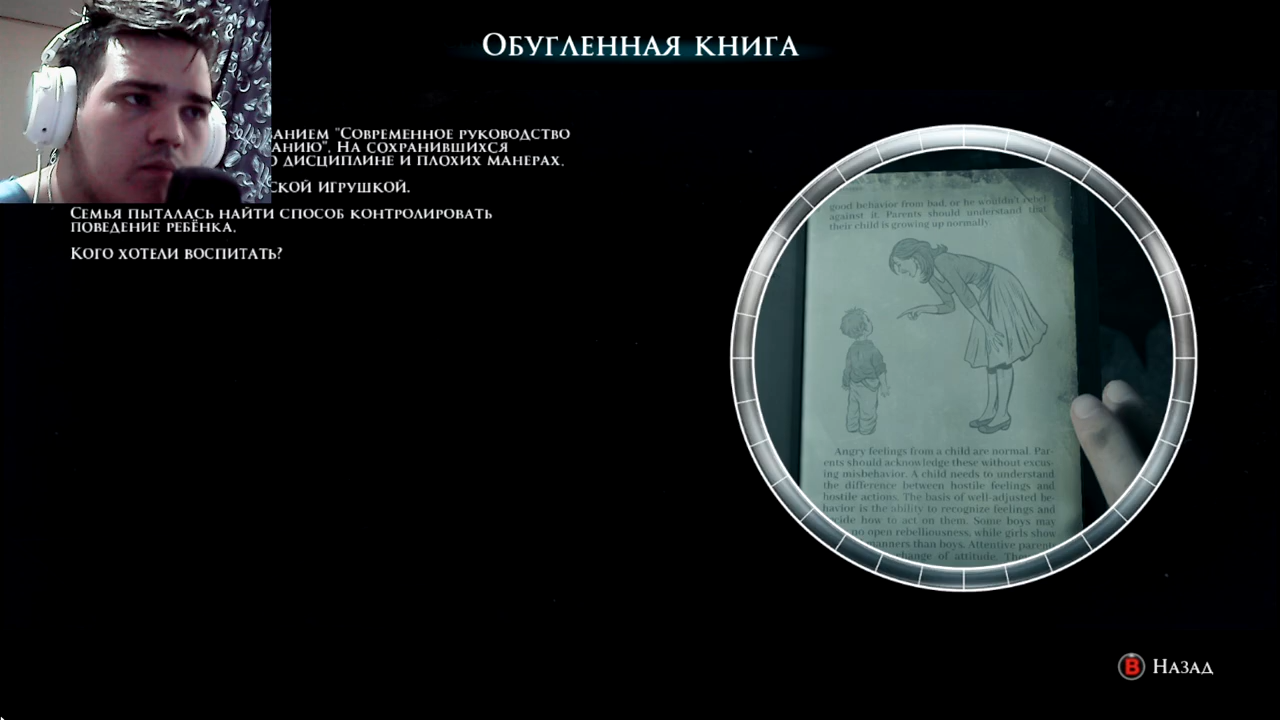 Обугленная книга
анием "Современное руководство
анию". На сохранившихся
о дисциплине и плохих манерах.
ской игрушкой.
Семья пыталась найти способ контролировать
поведение ребёнка.
Кого хотели воспитать?
good behavior from bad, or he wouldn't rebel
against it. Parents should understand that
their child is growing up normally.
Angry feelings from a child are normal. Par-
ents should acknowledge these without excus-
ing misbehavior. A child needs to understand
the difference between hostile feelings and
hostile actions. The basis of well-adjusted be-
havior is the ability to recognize feelings and
how to act on them. Some boys may
no open rebelliousness, while girls show
manners than boys. Attentive parents
change of attitude.
B Назад